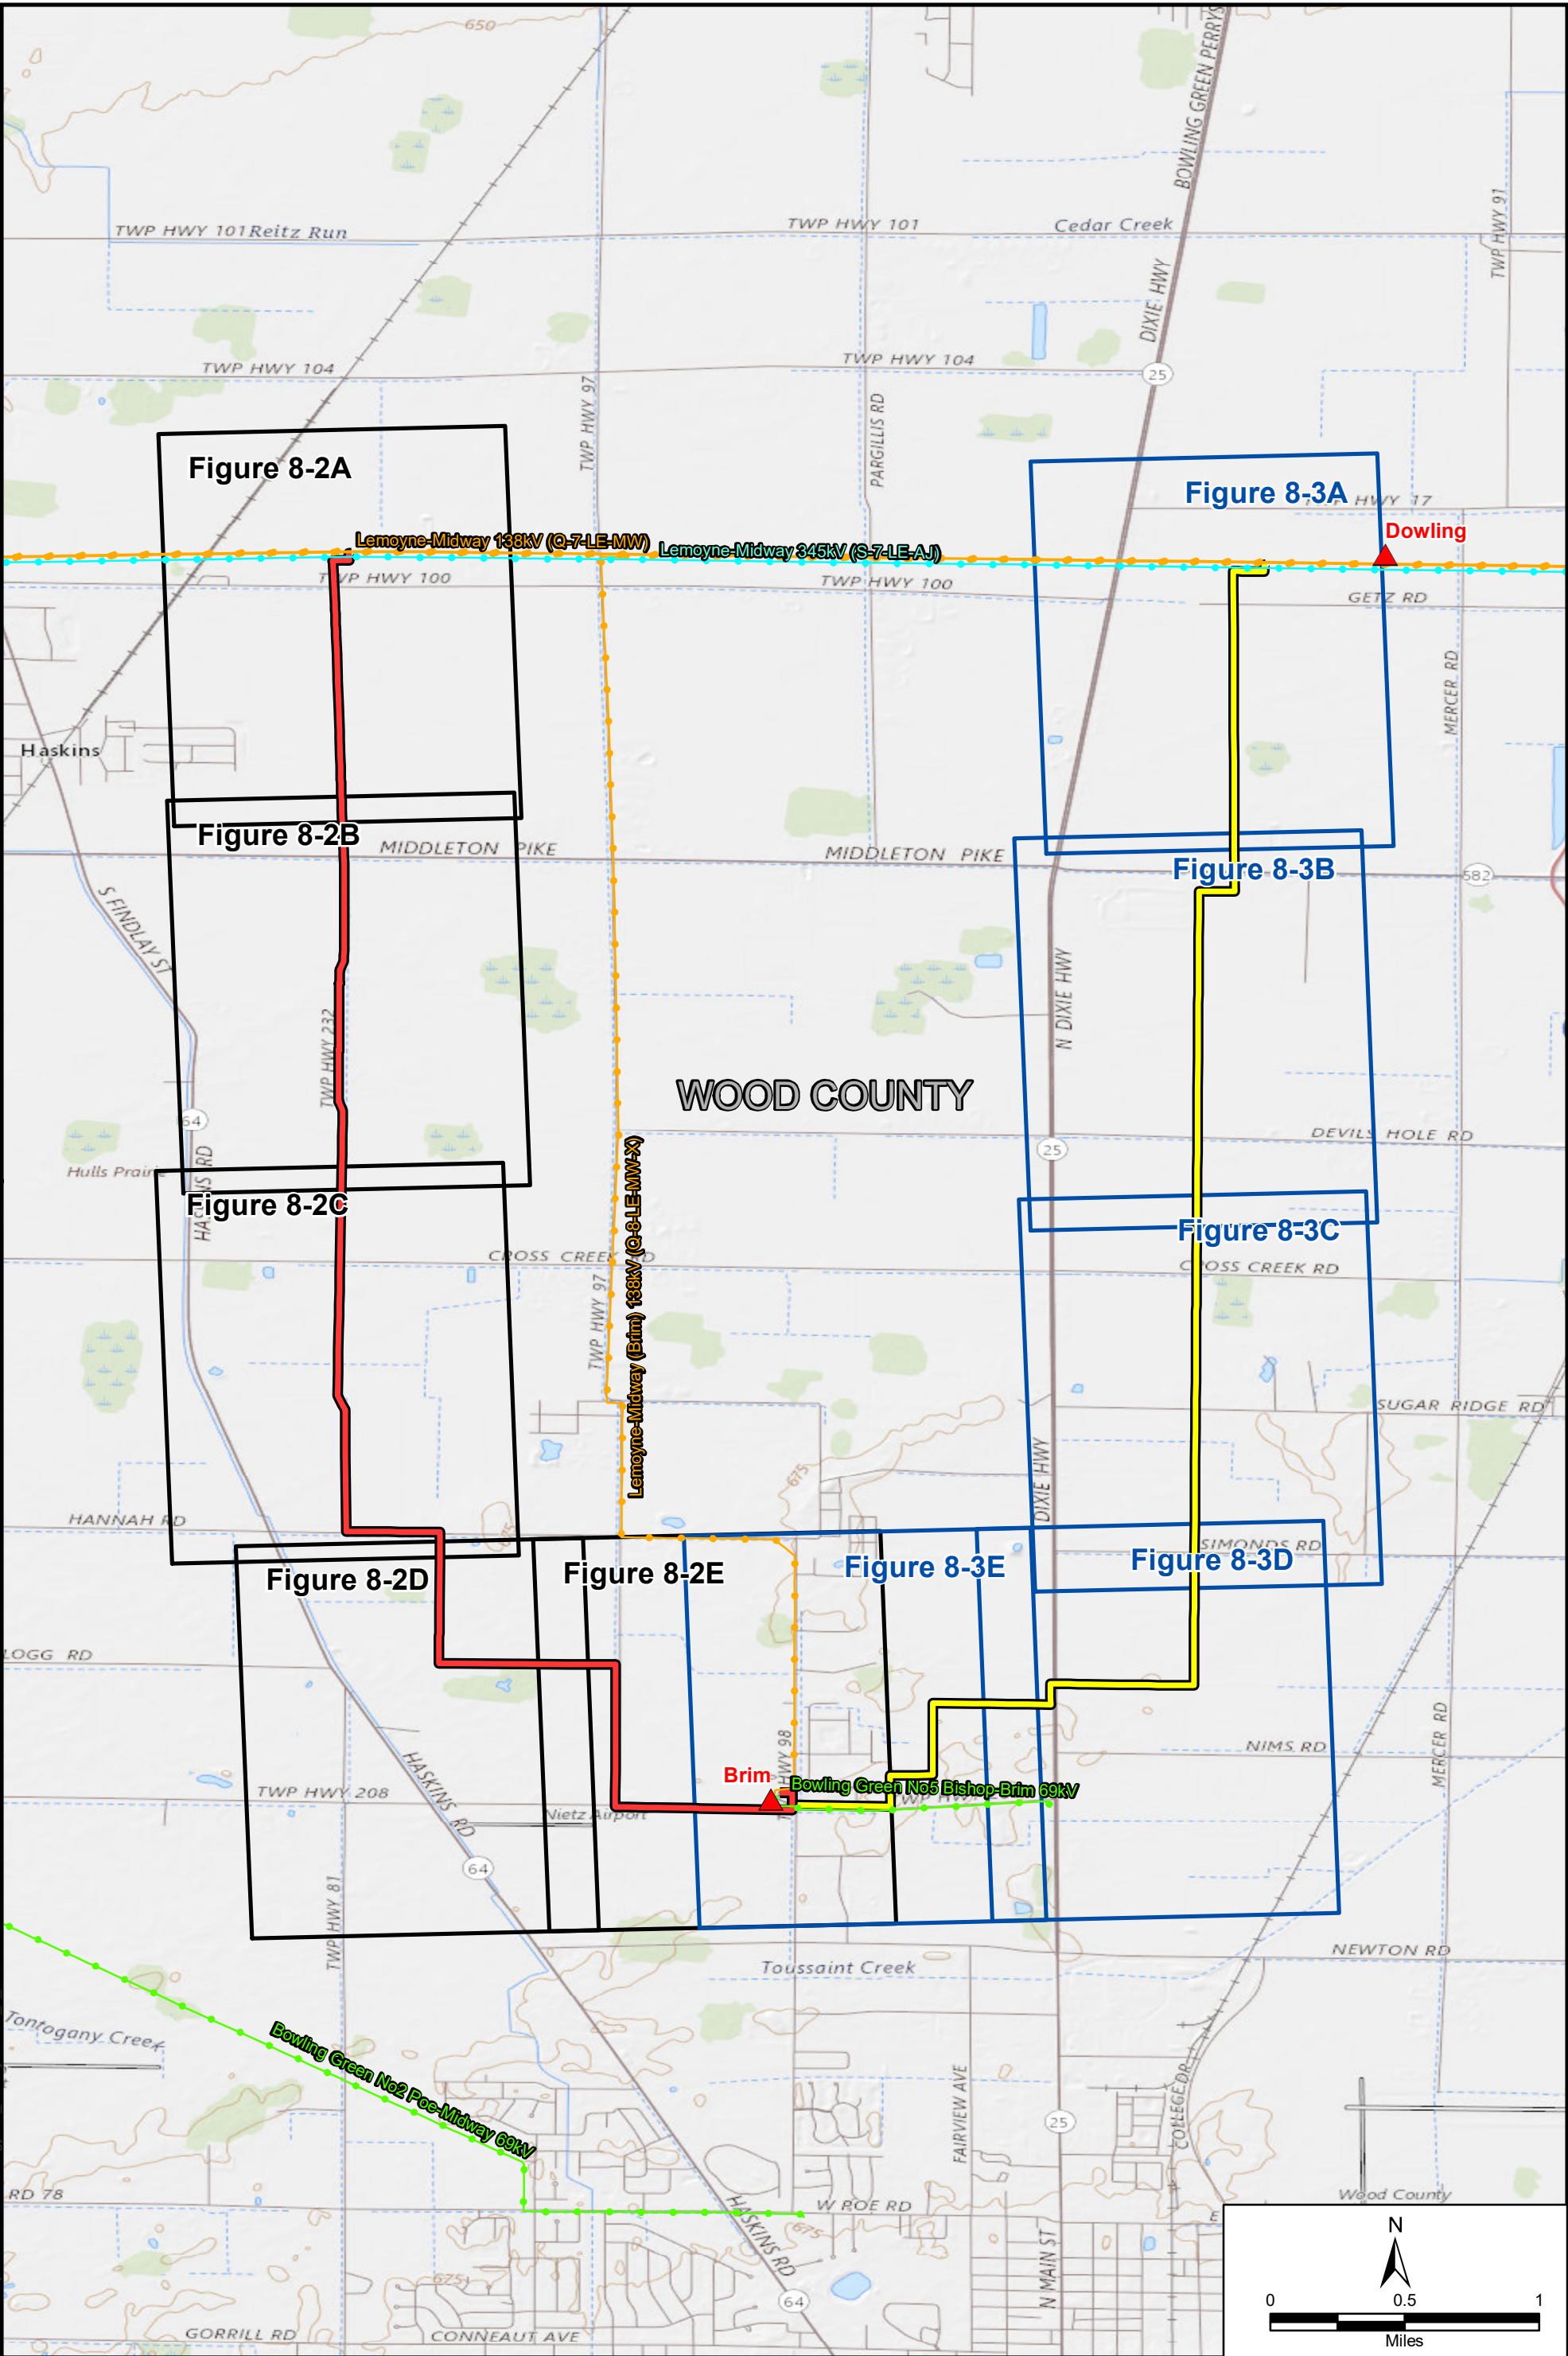 650
BOWLING GREEN PERRYS
TWP HWY 101
Reitz Run
TWP HWY 101
Cedar Creek
TWP HWY 91
DIXIE HWY
TWP HWY 104
TWP HWY 104
25
TWP HWY 97
PARGILLIS RD
Figure 8-2A
Figure 8-3A
HWY 17
Dowling
Lemoyne-Midway 138kV (Q-7-LE-MW)
Lemoyne-Midway 345kV (S-7-LE-AJ)
TWP HWY 100
TWP HWY 100
GETZ RD
MERCER RD
Haskins
Figure 8-2B
MIDDLETON PIKE
MIDDLETON PIKE
Figure 8-3B
582
S FINDLAY ST
TWP HWY 232
N DIXIE HWY
WOOD COUNTY
64
DEVILS HOLE RD
25
Hulls Prairie
Figure 8-2C
Figure 8-3C
CROSS CREEK RD
CROSS CREEK RD
TWP HWY 97
Lemoyne-Midway (Brim) 138kV (Q-8-LE-MW-X)
SUGAR RIDGE RD
675
DIXIE HWY
HANNAH RD
SIMONDS RD
Figure 8-2D
Figure 8-2E
Figure 8-3E
Figure 8-3D
LOGG RD
NIMS RD
MERCER RD
HWY 98
Brim
Bowling Green No5 Bishop-Brim 69kV
TWP HWY 208
Nietz Airport
HASKINS RD
64
TWP HWY 81
NEWTON RD
Toussaint Creek
Tontogany Creek
Bowling Green No2 Poe-Midway 69kV
FAIRVIEW AVE
25
COLLEGE DR
RD 78
W POE RD
675
Wood County
E
HASKINS RD
N MAIN ST
675
64
GORRILL RD
CONNEAUT AVE
N
0 0.5 1
Miles